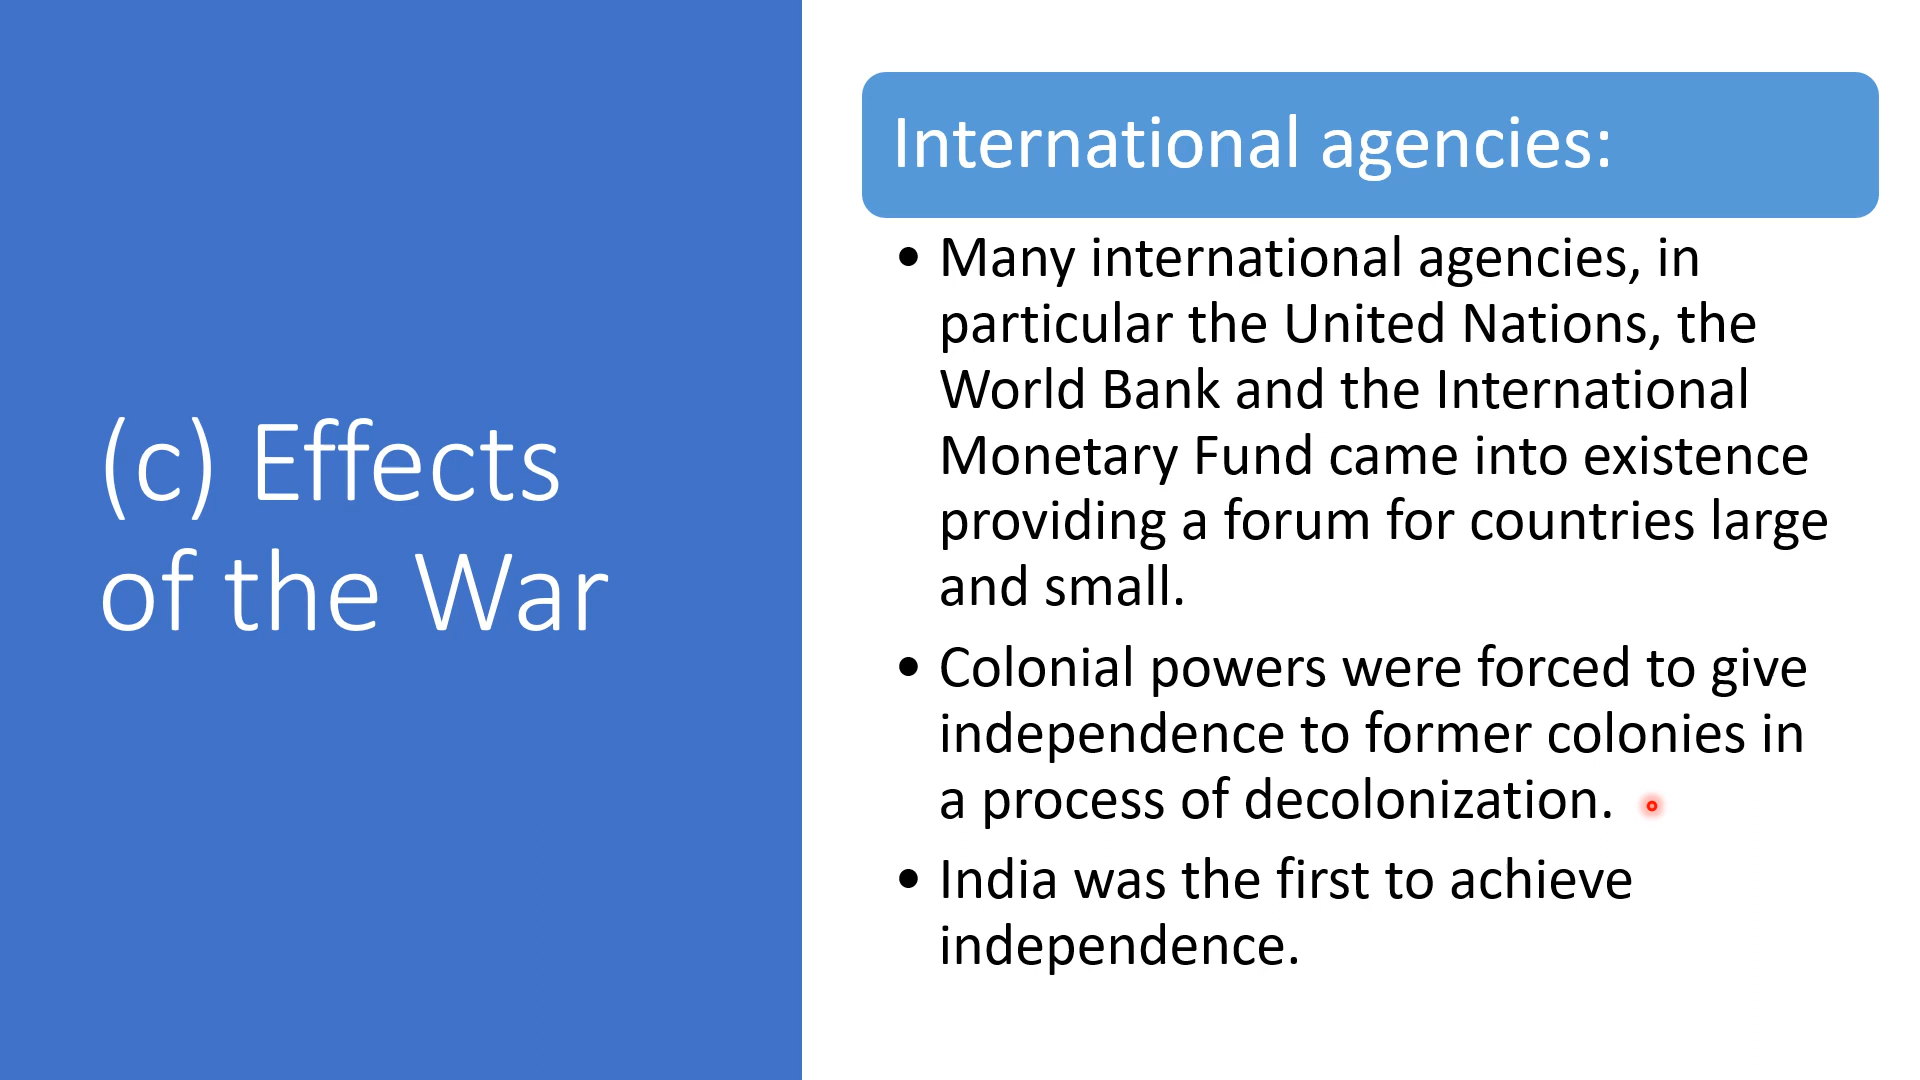 (c) Effects
of the War
International agencies:
• Many international agencies, in
particular the United Nations, the
World Bank and the International
Monetary Fund came into existence
providing a forum for countries large
and small.
• Colonial powers were forced to give
independence to former colonies in
a process of decolonization.
• India was the first to achieve
independence.